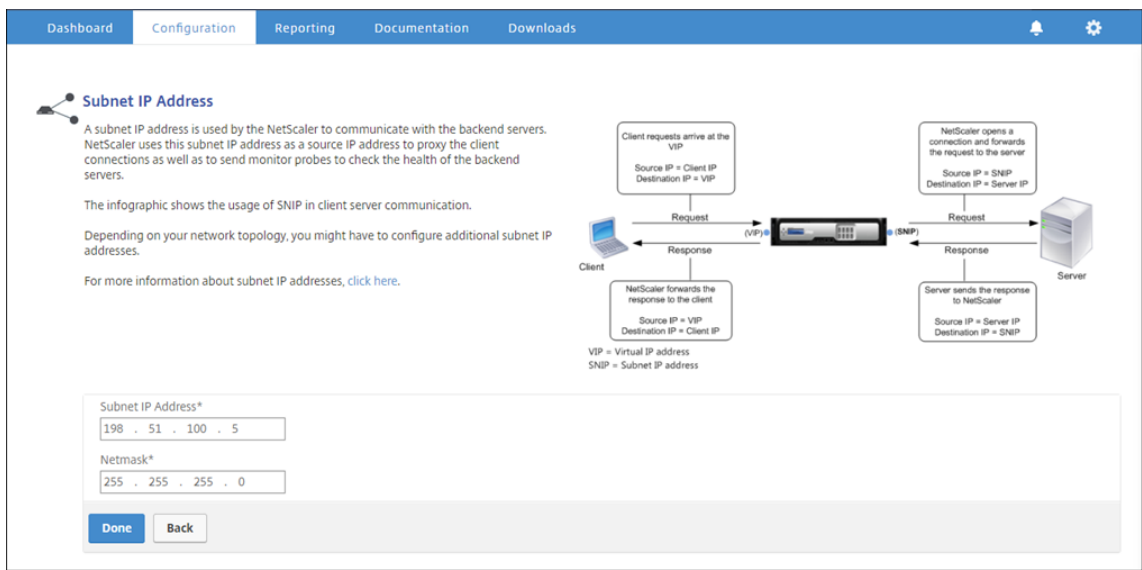 Dashboard Configuration Reporting Documentation Downloads
Subnet IP Address
A subnet IP address is used by the NetScaler to communicate with the backend servers.
NetScaler uses this subnet IP address as a source IP address to proxy the client
connections as well as to send monitor probes to check the health of the backend
servers.
The infographic shows the usage of SNIP in client server communication.
Depending on your network topology, you might have to configure additional subnet IP
addresses.
For more information about subnet IP addresses, click here.
Client requests arrive at the
VIP
Source IP = Client IP
Destination IP = VIP
NetScaler opens a
connection and forwards
the request to the server
Source IP = SNIP
Destination IP = Server IP
Request
Request
(VIP)
(SNIP)
Response
Response
Client
Server
NetScaler forwards the
response to the client
Source IP = VIP
Destination IP = Client IP
Server sends the response
to NetScaler
Source IP = Server IP
Destination IP = SNIP
VIP = Virtual IP address
SNIP = Subnet IP address
Subnet IP Address*
198 . 51 . 100 . 5
Netmask*
255 . 255 . 255 . 0
Done Back